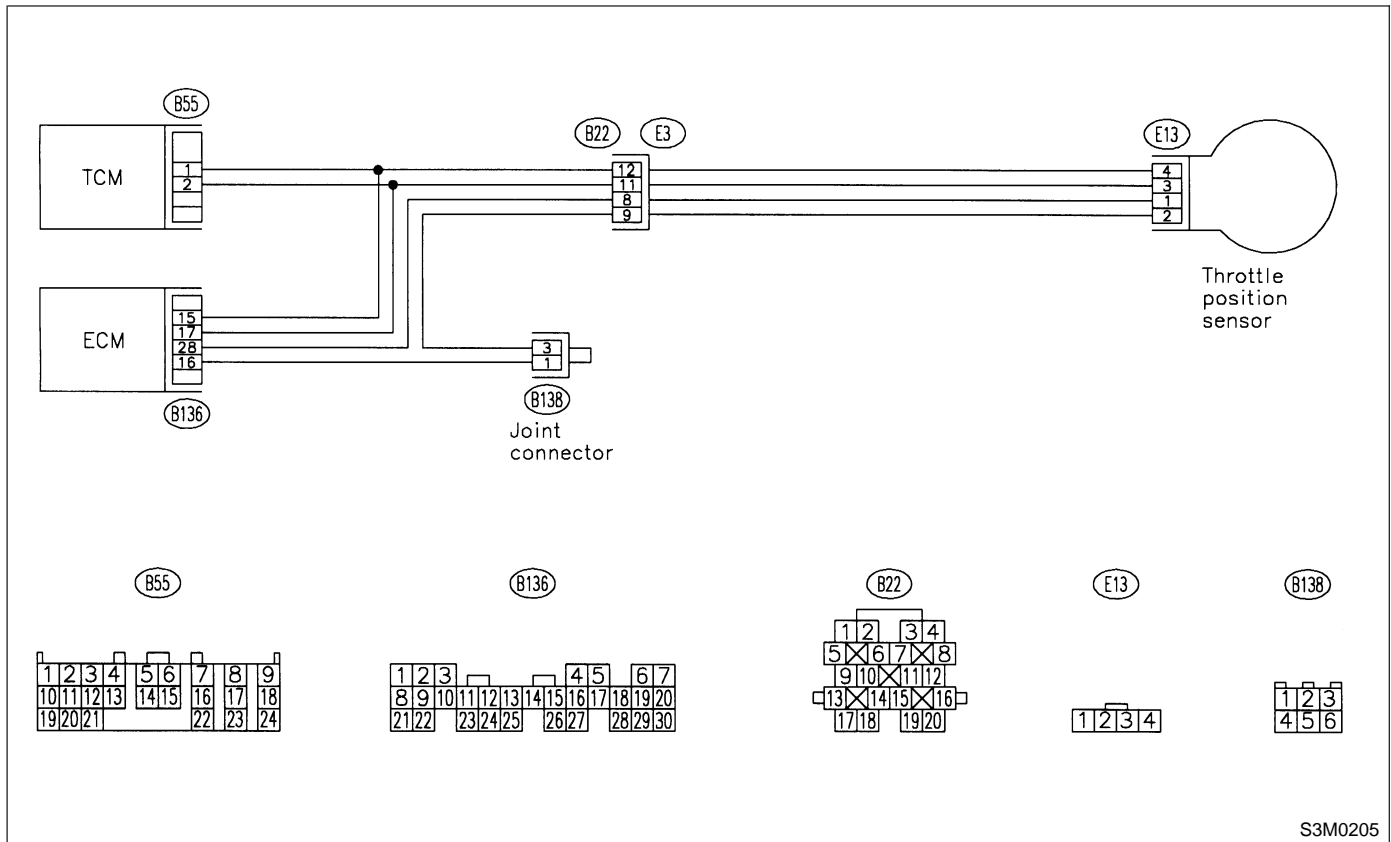 B55
B22 E3 E13
TCM
1
2
12
11
8
9
4
3
1
2
Throttle
position
sensor
ECM
15
17
28
16
3
1
B136
B138
Joint
connector
B55 B136 B22 E13 B138
1 2 3 4 5 6 7 8 9
10 11 12 13 14 15 16 17 18
19 20 21 22 23 24
1 2 3 4 5 6 7
8 9 10 11 12 13 14 15 16 17 18 19 20
21 22 23 24 25 26 27 28 29 30
1 2 3 4
5 6 7 8
9 10 11 12
13 14 15 16
17 18 19 20
1 2 3 4
1 2 3
4 5 6
S3M0205